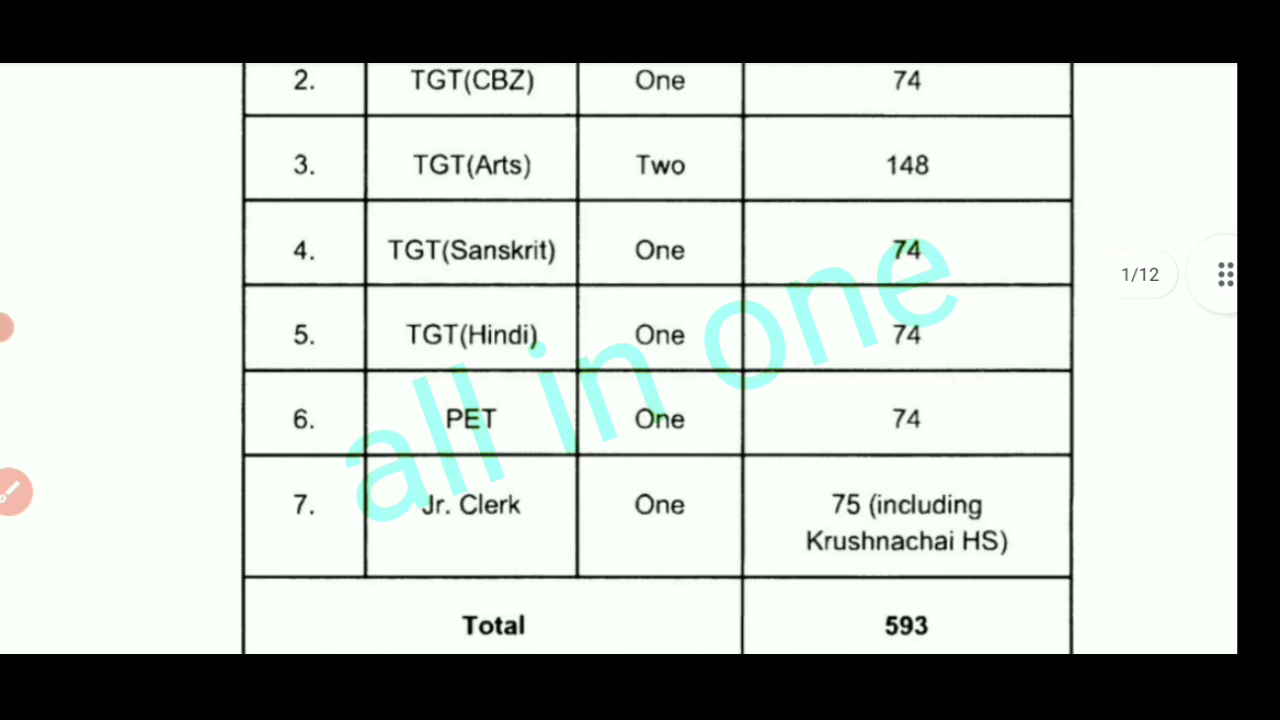 2. TGT(CBZ) One 74
3. TGT(Arts) Two 148
4. TGT(Sanskrit) One 74
5. TGT(Hindi) One 74
6. PET One 74
7. Jr. Clerk One 75 (including
Krushnachai HS)
Total 593
all in one
1/12